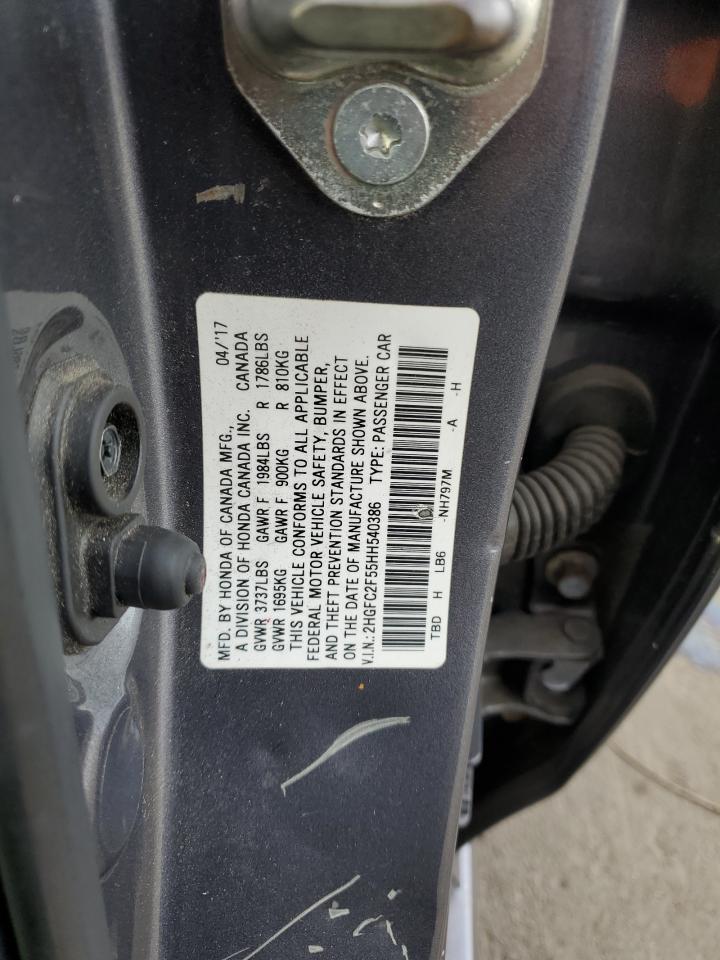 MFD. BY HONDA OF CANADA MFG., 04/'17
A DIVISION OF HONDA CANADA INC. CANADA
GVWR 3737LBS GAWR F 1984LBS R 1786LBS
GVWR 1695KG GAWR F 900KG R 810KG
THIS VEHICLE CONFORMS TO ALL APPLICABLE
FEDERAL MOTOR VEHICLE SAFETY, BUMPER,
AND THEFT PREVENTION STANDARDS IN EFFECT
ON THE DATE OF MANUFACTURE SHOWN ABOVE.
V.I.N.: 2HGFC2F55HH540386 TYPE: PASSENGER CAR
TBD H LB6 -NH797M -A -H